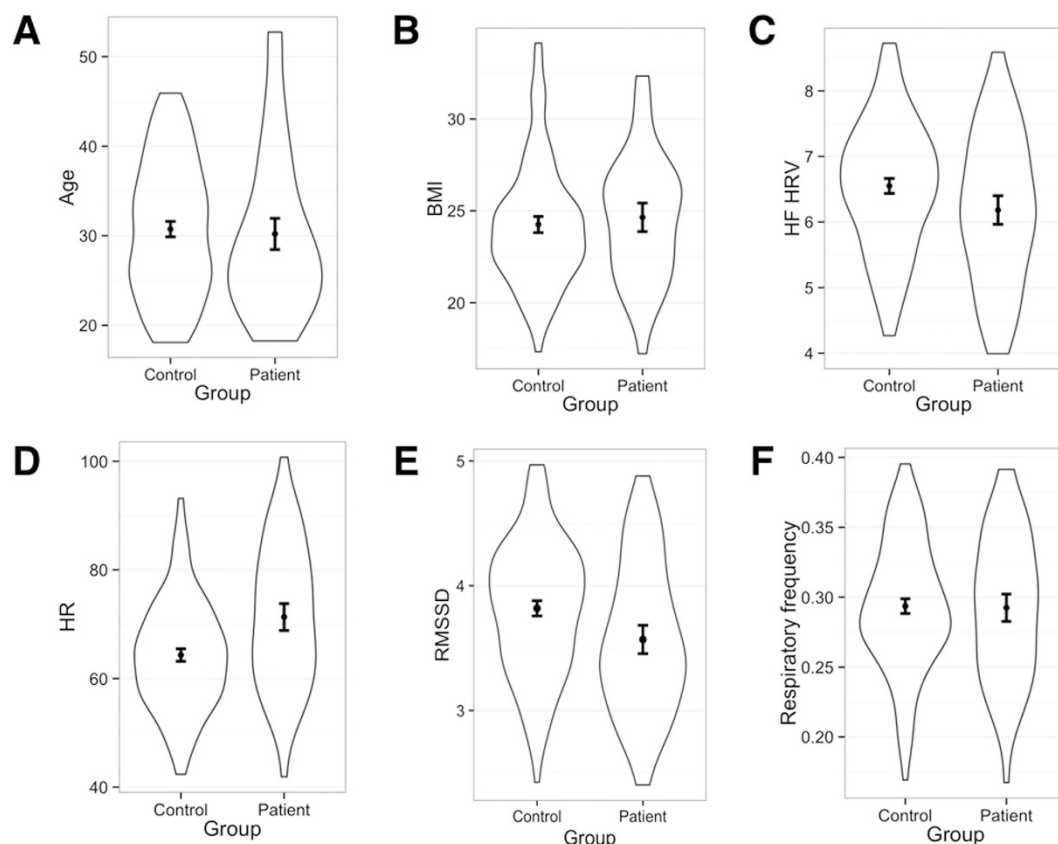 A
Age
50
40
30
20
Control Patient
Group
B
BMI
30
25
20
Control Patient
Group
C
HF HRV
8
7
6
5
4
Control Patient
Group
D
HR
100
80
60
40
Control Patient
Group
E
RMSSD
5
4
3
Control Patient
Group
F
Respiratory frequency
0.40
0.35
0.30
0.25
0.20
Control Patient
Group